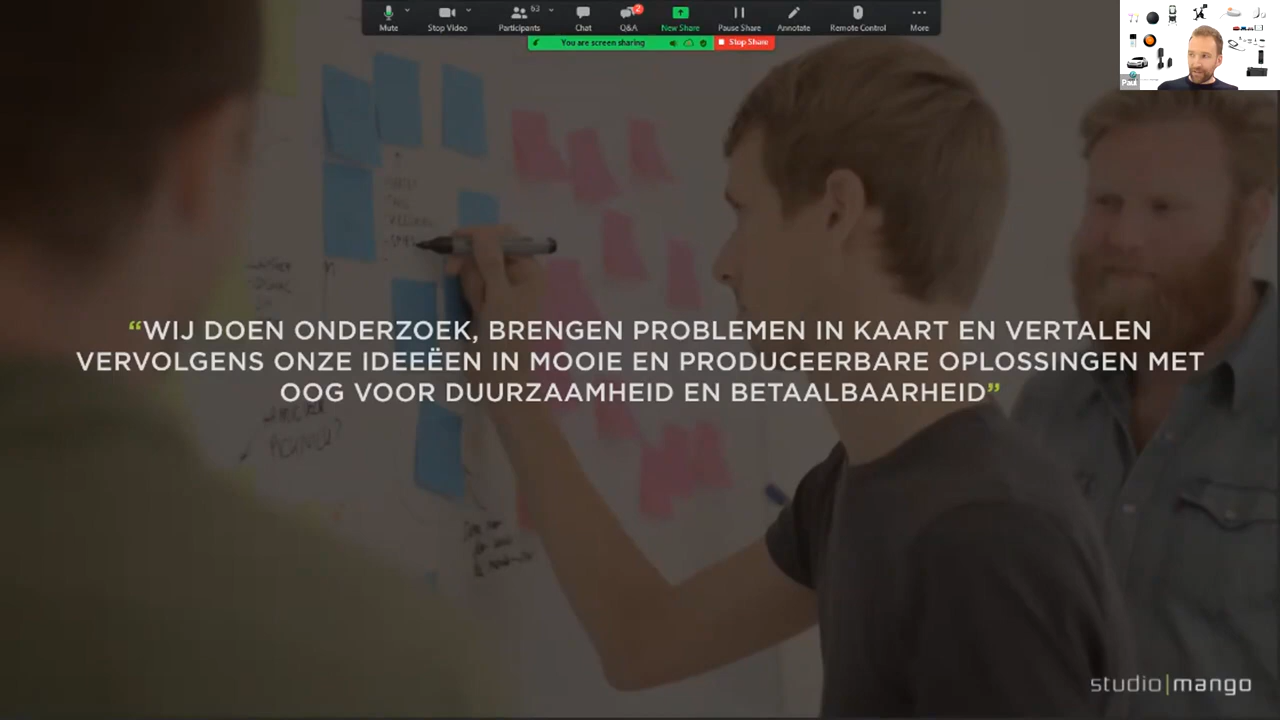 Mute
Stop Video
Participants
63
Chat
Q&A
2
New Share
Pause Share
Annotate
Remote Control
More
You are screen sharing
Stop Share
Paul
“WIJ DOEN ONDERZOEK, BRENGEN PROBLEMEN IN KAART EN VERTALEN
VERVOLGENS ONZE IDEEËEN IN MOOIE EN PRODUCEERBARE OPLOSSINGEN MET
OOG VOOR DUURZAAMHEID EN BETAALBAARHEID”
studio|mango